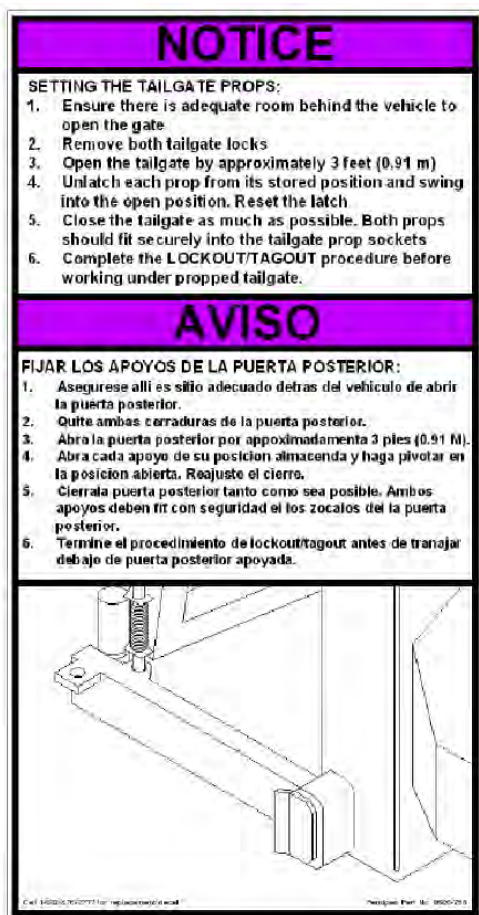 NOTICE
SETTING THE TAILGATE PROPS:
1. Ensure there is adequate room behind the vehicle to
open the gate
2. Remove both tailgate locks
3. Open the tailgate by approximately 3 feet (0.91 m)
4. Unlatch each prop from its stored position and swing
into the open position. Reset the latch
5. Close the tailgate as much as possible. Both props
should fit securely into the tailgate prop sockets
6. Complete the LOCKOUT/TAGOUT procedure before
working under propped tailgate.
AVISO
FIJAR LOS APOYOS DE LA PUERTA POSTERIOR:
1. Asegurese alli es sitio adecuado detras del vehiculo de abrir
la puerta posterior.
2. Quite ambas cerraduras de la puerta posterior.
3. Abra la puerta posterior por appoximadamenta 3 pies (0.91 M).
4. Abra cada apoyo de su posicion almacenda y haga pivotar en
la posicion abierta. Reajuste el cierre.
5. Cierrala puerta posterior tanto como sea posible. Ambos
apoyos deben fit con seguridad el los zocalos del la puerta
posterior.
6. Termine el procedimiento de lockout/tagout antes de tranajar
debajo de puerta posterior apoyada.
for replacement decal
Part No.